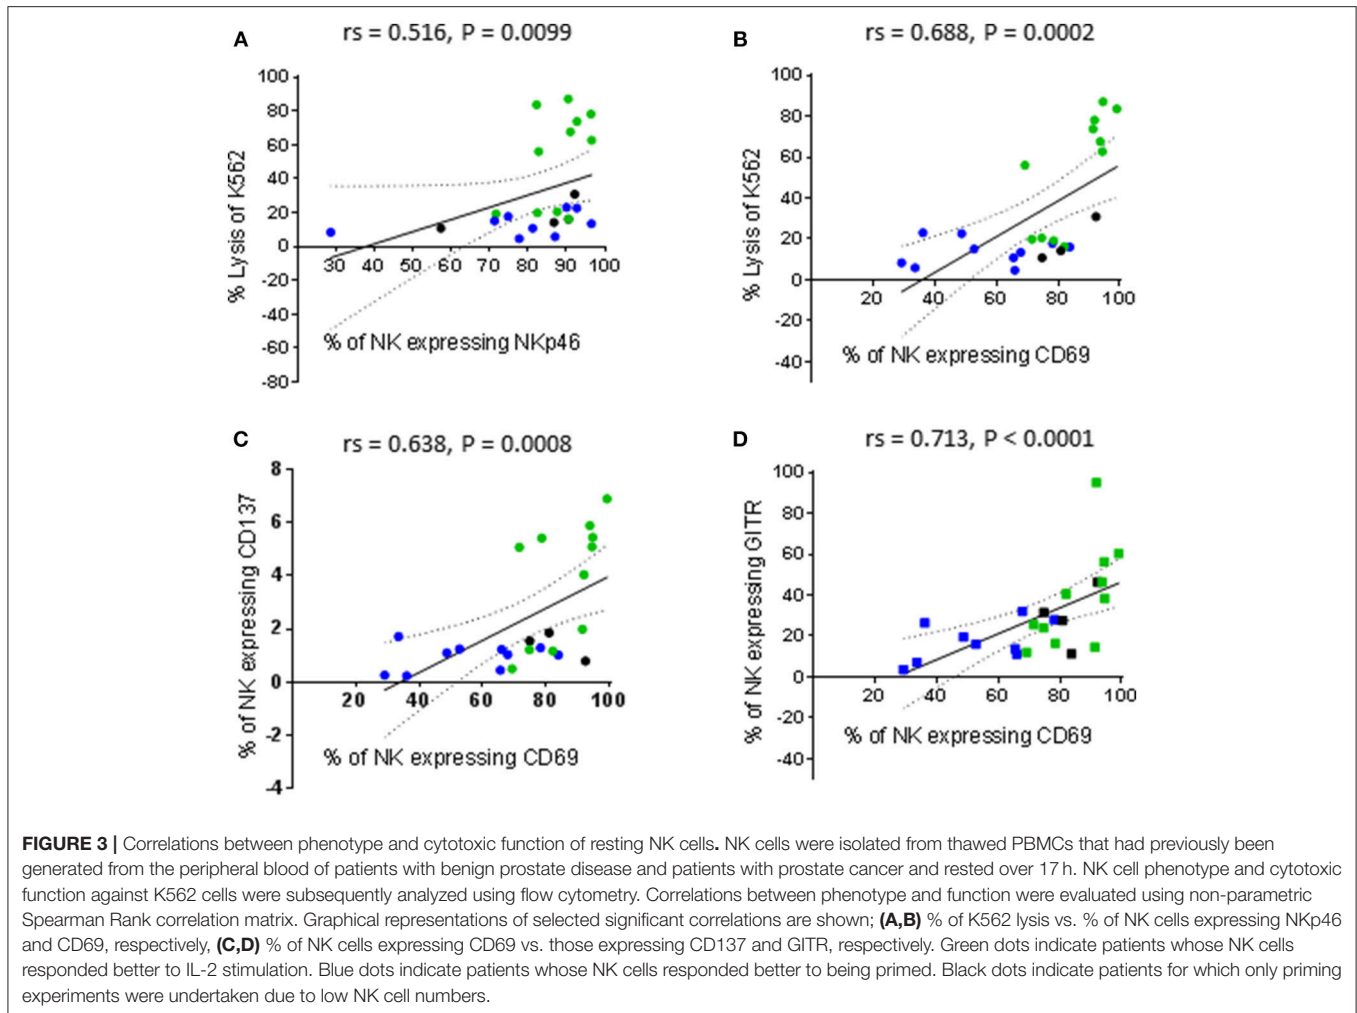 A
rs = 0.516, P = 0.0099
B
rs = 0.688, P = 0.0002
% Lysis of K562
100
80
60
40
20
0
-20
-40
-60
-80
30 40 50 60 70 80 90 100
% of NK expressing NKp46
% Lysis of K562
100
80
60
40
20
0
-20
-40
20 40 60 80 100
% of NK expressing CD69
C
rs = 0.638, P = 0.0008
D
rs = 0.713, P < 0.0001
% of NK expressing CD137
8
6
4
2
0
-2
-4
20 40 60 80 100
% of NK expressing CD69
% of NK expressing GITR
100
80
60
40
20
0
-20
-40
20 40 60 80 100
% of NK expressing CD69
FIGURE 3 | Correlations between phenotype and cytotoxic function of resting NK cells. NK cells were isolated from thawed PBMCs that had previously been
generated from the peripheral blood of patients with benign prostate disease and patients with prostate cancer and rested over 17 h. NK cell phenotype and cytotoxic
function against K562 cells were subsequently analyzed using flow cytometry. Correlations between phenotype and function were evaluated using non-parametric
Spearman Rank correlation matrix. Graphical representations of selected significant correlations are shown; (A,B) % of K562 lysis vs. % of NK cells expressing NKp46
and CD69, respectively, (C,D) % of NK cells expressing CD69 vs. those expressing CD137 and GITR, respectively. Green dots indicate patients whose NK cells
responded better to IL-2 stimulation. Blue dots indicate patients whose NK cells responded better to being primed. Black dots indicate patients for which only priming
experiments were undertaken due to low NK cell numbers.